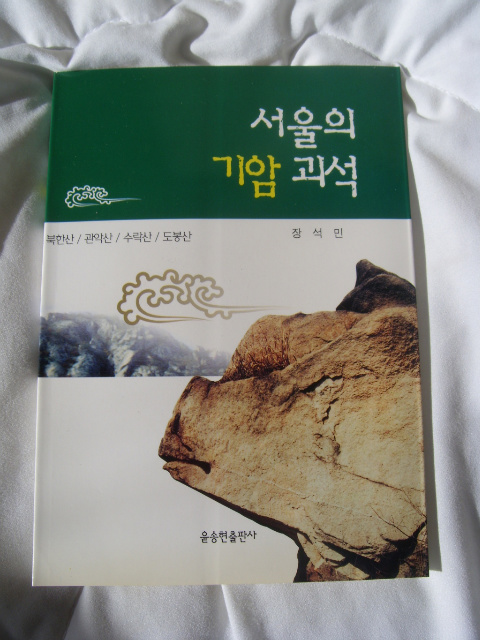 서울의
기암 괴석
북한산 / 관악산 / 수락산 / 도봉산
장 석 민
윤송현출판사